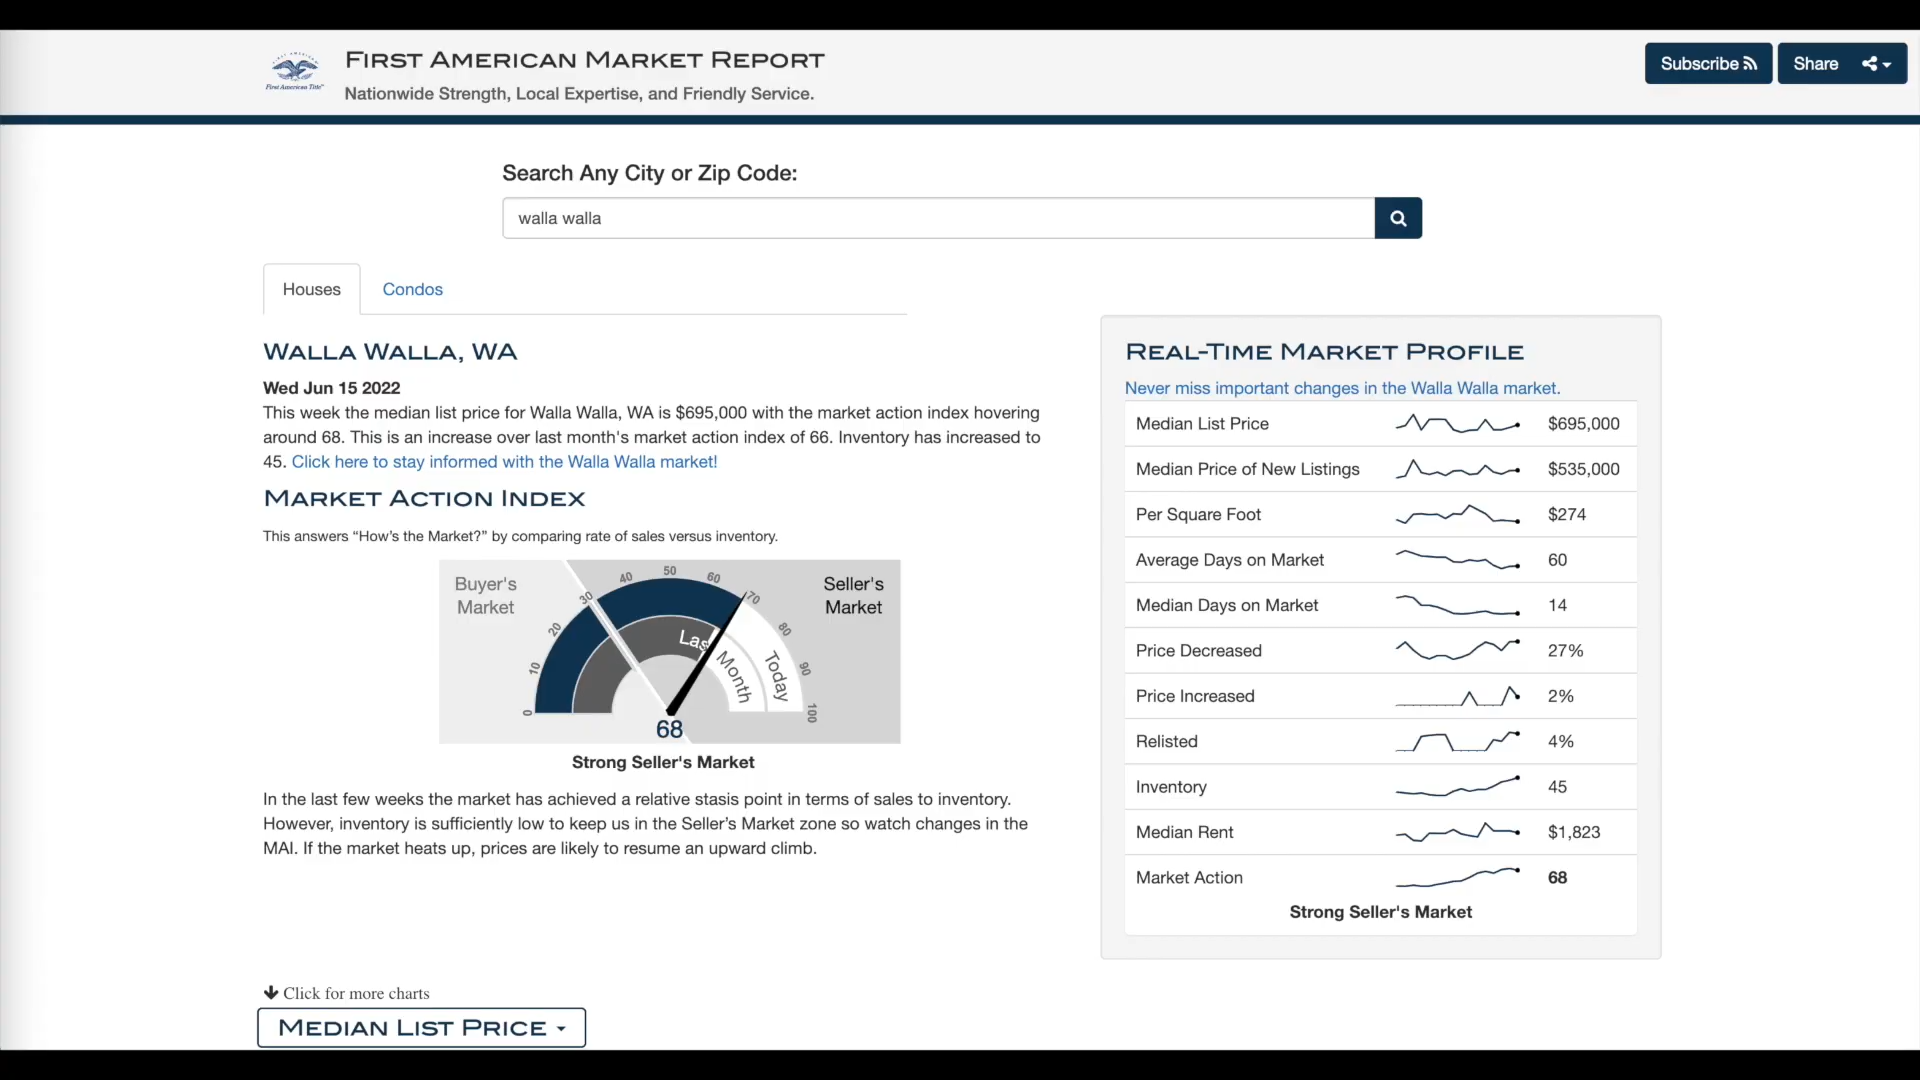 First American Title™
First American Market Report
Nationwide Strength, Local Expertise, and Friendly Service.
Subscribe
Share
Search Any City or Zip Code:
walla walla
Houses
Condos
Walla Walla, WA
Wed Jun 15 2022
This week the median list price for Walla Walla, WA is $695,000 with the market action index hovering
around 68. This is an increase over last month's market action index of 66. Inventory has increased to
45. Click here to stay informed with the Walla Walla market!
Market Action Index
This answers “How’s the Market?” by comparing rate of sales versus inventory.
Buyer's
Market
Seller's
Market
0
10
20
30
40
50
60
70
80
90
100
Las
Month
Today
68
Strong Seller's Market
In the last few weeks the market has achieved a relative stasis point in terms of sales to inventory.
However, inventory is sufficiently low to keep us in the Seller’s Market zone so watch changes in the
MAI. If the market heats up, prices are likely to resume an upward climb.
Click for more charts
Median List Price
Real-Time Market Profile
Never miss important changes in the Walla Walla market.
Median List Price $695,000
Median Price of New Listings $535,000
Per Square Foot $274
Average Days on Market 60
Median Days on Market 14
Price Decreased 27%
Price Increased 2%
Relisted 4%
Inventory 45
Median Rent $1,823
Market Action 68
Strong Seller's Market